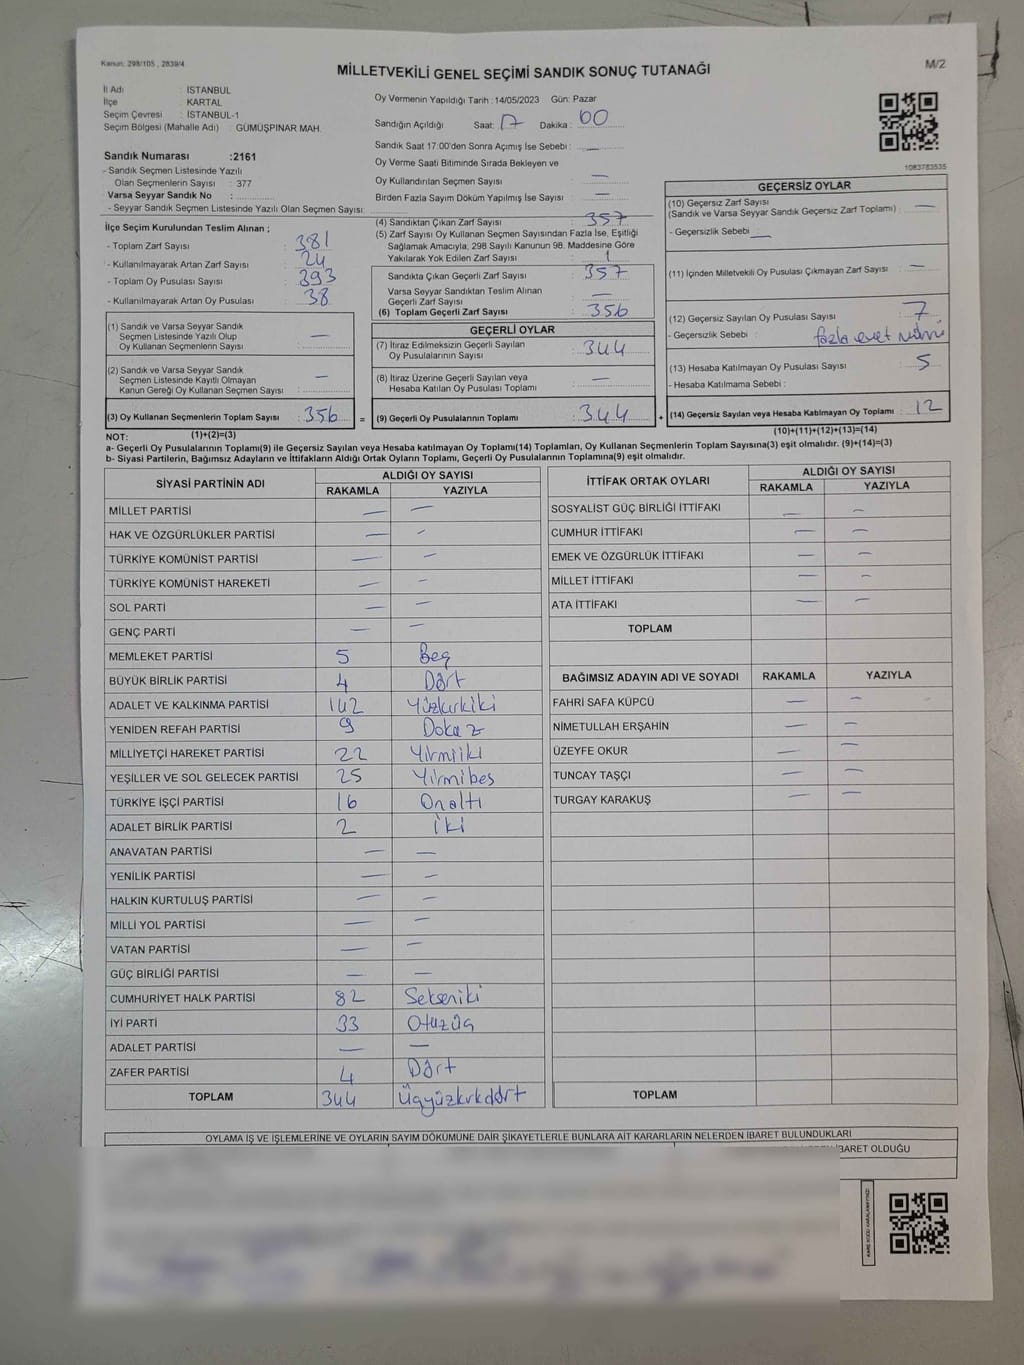 Kanun: 298/105 , 2839/4
M/2
MİLLETVEKİLİ GENEL SEÇİMİ SANDIK SONUÇ TUTANAĞI
İl Adı : İSTANBUL
İlçe : KARTAL
Seçim Çevresi : İSTANBUL-1
Seçim Bölgesi (Mahalle Adı) : GÜMÜŞPINAR MAH.
Sandık Numarası :2161
- Sandık Seçmen Listesinde Yazılı
Olan Seçmenlerin Sayısı : 377
Varsa Seyyar Sandık No :
- Seyyar Sandık Seçmen Listesinde Yazılı Olan Seçmen Sayısı:
Oy Vermenin Yapıldığı Tarih :14/05/2023 Gün: Pazar
Sandığın Açıldığı Saat: 17 Dakika: 00
Sandık Saat 17:00'den Sonra Açımış İse Sebebi : —
Oy Verme Saati Bitiminde Sırada Bekleyen ve
Oy Kullandırılan Seçmen Sayısı : —
Birden Fazla Sayım Döküm Yapılmış İse Sayısı : —
1083783535
İlçe Seçim Kurulundan Teslim Alınan ;
- Toplam Zarf Sayısı : 381
- Kullanılmayarak Artan Zarf Sayısı : 24
- Toplam Oy Pusulası Sayısı : 393
- Kullanılmayarak Artan Oy Pusulası : 38
(1) Sandık ve Varsa Seyyar Sandık
Seçmen Listesinde Yazılı Olup
Oy Kullanan Seçmenlerin Sayısı : —
(2) Sandık ve Varsa Seyyar Sandık
Seçmen Listesinde Kayıtlı Olmayan
Kanun Gereği Oy Kullanan Seçmen Sayısı : —
(3) Oy Kullanan Seçmenlerin Toplam Sayısı : 356
(1)+(2)=(3)
(4) Sandıktan Çıkan Zarf Sayısı : 357
(5) Zarf Sayısı Oy Kullanan Seçmen Sayısından Fazla İse, Eşitliği
Sağlamak Amacıyla, 298 Sayılı Kanunun 98. Maddesine Göre
Yakılarak Yok Edilen Zarf Sayısı : 1
Sandıkta Çıkan Geçerli Zarf Sayısı : 357
Varsa Seyyar Sandıktan Teslim Alınan
Geçerli Zarf Sayısı : —
(6) Toplam Geçerli Zarf Sayısı : 356
GEÇERLİ OYLAR
(7) İtiraz Edilmeksizin Geçerli Sayılan
Oy Pusulalarının Sayısı : 344
(8) İtiraz Üzerine Geçerli Sayılan veya
Hesaba Katılan Oy Pusulası Toplamı : —
= (9) Geçerli Oy Pusulalarının Toplamı : 344
GEÇERSİZ OYLAR
(10) Geçersiz Zarf Sayısı
(Sandık ve Varsa Seyyar Sandık Geçersiz Zarf Toplamı) : —
- Geçersizlik Sebebi : —
(11) İçinden Milletvekili Oy Pusulası Çıkmayan Zarf Sayısı : —
(12) Geçersiz Sayılan Oy Pusulası Sayısı : 7
- Geçersizlik Sebebi : fazla evet
(13) Hesaba Katılmayan Oy Pusulası Sayısı : 5
- Hesaba Katılmama Sebebi :
+ (14) Geçersiz Sayılan veya Hesaba Katılmayan Oy Toplamı : 12
(10)+(11)+(12)+(13)=(14)
NOT:
a- Geçerli Oy Pusulalarının Toplamı(9) ile Geçersiz Sayılan veya Hesaba katılmayan Oy Toplamı(14) Toplamları, Oy Kullanan Seçmenlerin Toplam Sayısına(3) eşit olmalıdır. (9)+(14)=(3)
b- Siyasi Partilerin, Bağımsız Adayların ve İttifakların Aldığı Ortak Oyların Toplamı, Geçerli Oy Pusulalarının Toplamına(9) eşit olmalıdır.
SİYASİ PARTİNİN ADI ALDIĞI OY SAYISI
RAKAMLA YAZIYLA
MİLLET PARTİSİ — —
HAK VE ÖZGÜRLÜKLER PARTİSİ — —
TÜRKİYE KOMÜNİST PARTİSİ — —
TÜRKİYE KOMÜNİST HAREKETİ — —
SOL PARTİ — —
GENÇ PARTİ — —
MEMLEKET PARTİSİ 5 Beş
BÜYÜK BİRLİK PARTİSİ 4 Dört
ADALET VE KALKINMA PARTİSİ 142 Yüzkırkiki
YENİDEN REFAH PARTİSİ 9 Dokuz
MİLLİYETÇİ HAREKET PARTİSİ 22 Yirmiiki
YEŞİLLER VE SOL GELECEK PARTİSİ 25 Yirmibeş
TÜRKİYE İŞÇİ PARTİSİ 16 Onaltı
ADALET BİRLİK PARTİSİ 2 İki
ANAVATAN PARTİSİ — —
YENİLİK PARTİSİ — —
HALKIN KURTULUŞ PARTİSİ — —
MİLLİ YOL PARTİSİ — —
VATAN PARTİSİ — —
GÜÇ BİRLİĞİ PARTİSİ — —
CUMHURİYET HALK PARTİSİ 82 Sekseniki
İYİ PARTİ 33 Otuzüç
ADALET PARTİSİ — —
ZAFER PARTİSİ 4 Dört
TOPLAM 344 Üçyüzkırkdört
İTTİFAK ORTAK OYLARI ALDIĞI OY SAYISI
RAKAMLA YAZIYLA
SOSYALİST GÜÇ BİRLİĞİ İTTİFAKI — —
CUMHUR İTTİFAKI — —
EMEK VE ÖZGÜRLÜK İTTİFAKI — —
MİLLET İTTİFAKI — —
ATA İTTİFAKI — —
TOPLAM
BAĞIMSIZ ADAYIN ADI VE SOYADI RAKAMLA YAZIYLA
FAHRİ SAFA KÜPCÜ — —
NİMETULLAH ERŞAHİN — —
ÜZEYFE OKUR — —
TUNCAY TAŞÇI — —
TURGAY KARAKUŞ — —
TOPLAM
OYLAMA İŞ VE İŞLEMLERİNE VE OYLARIN SAYIM DÖKÜMÜNE DAİR ŞİKAYETLERLE BUNLARA AİT KARARLARIN NELERDEN İBARET BULUNDUKLARI
İBARET OLDUĞU